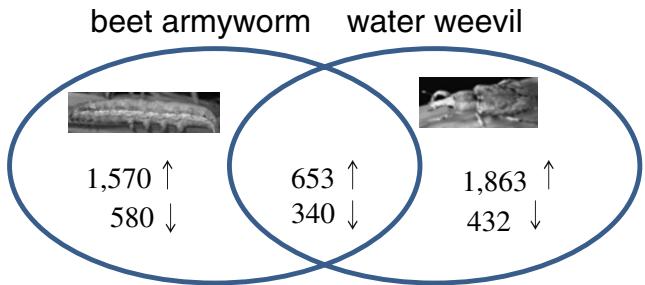 beet armyworm water weevil
1,570 ↑ 653 ↑ 1,863 ↑
580 ↓ 340 ↓ 432 ↓